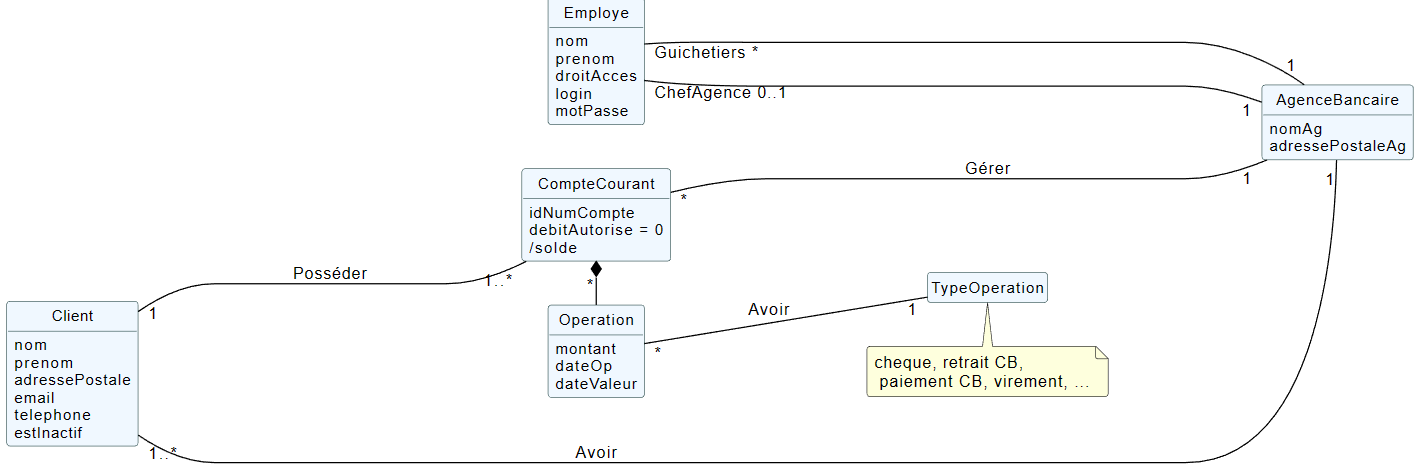 Employe
nom
prenom
droitAcces
login
motPasse
Guichetiers *
1
ChefAgence 0..1
1
AgenceBancaire
nomAg
adressePostaleAg
CompteCourant
idNumCompte
debitAutorise = 0
/solde
Gérer
*
1
1
Posséder
1..*
1
*
Client
nom
prenom
adressePostale
email
telephone
estInactif
Operation
montant
dateOp
dateValeur
Avoir
*
1
TypeOperation
cheque, retrait CB,
paiement CB, virement, ...
1..*
Avoir